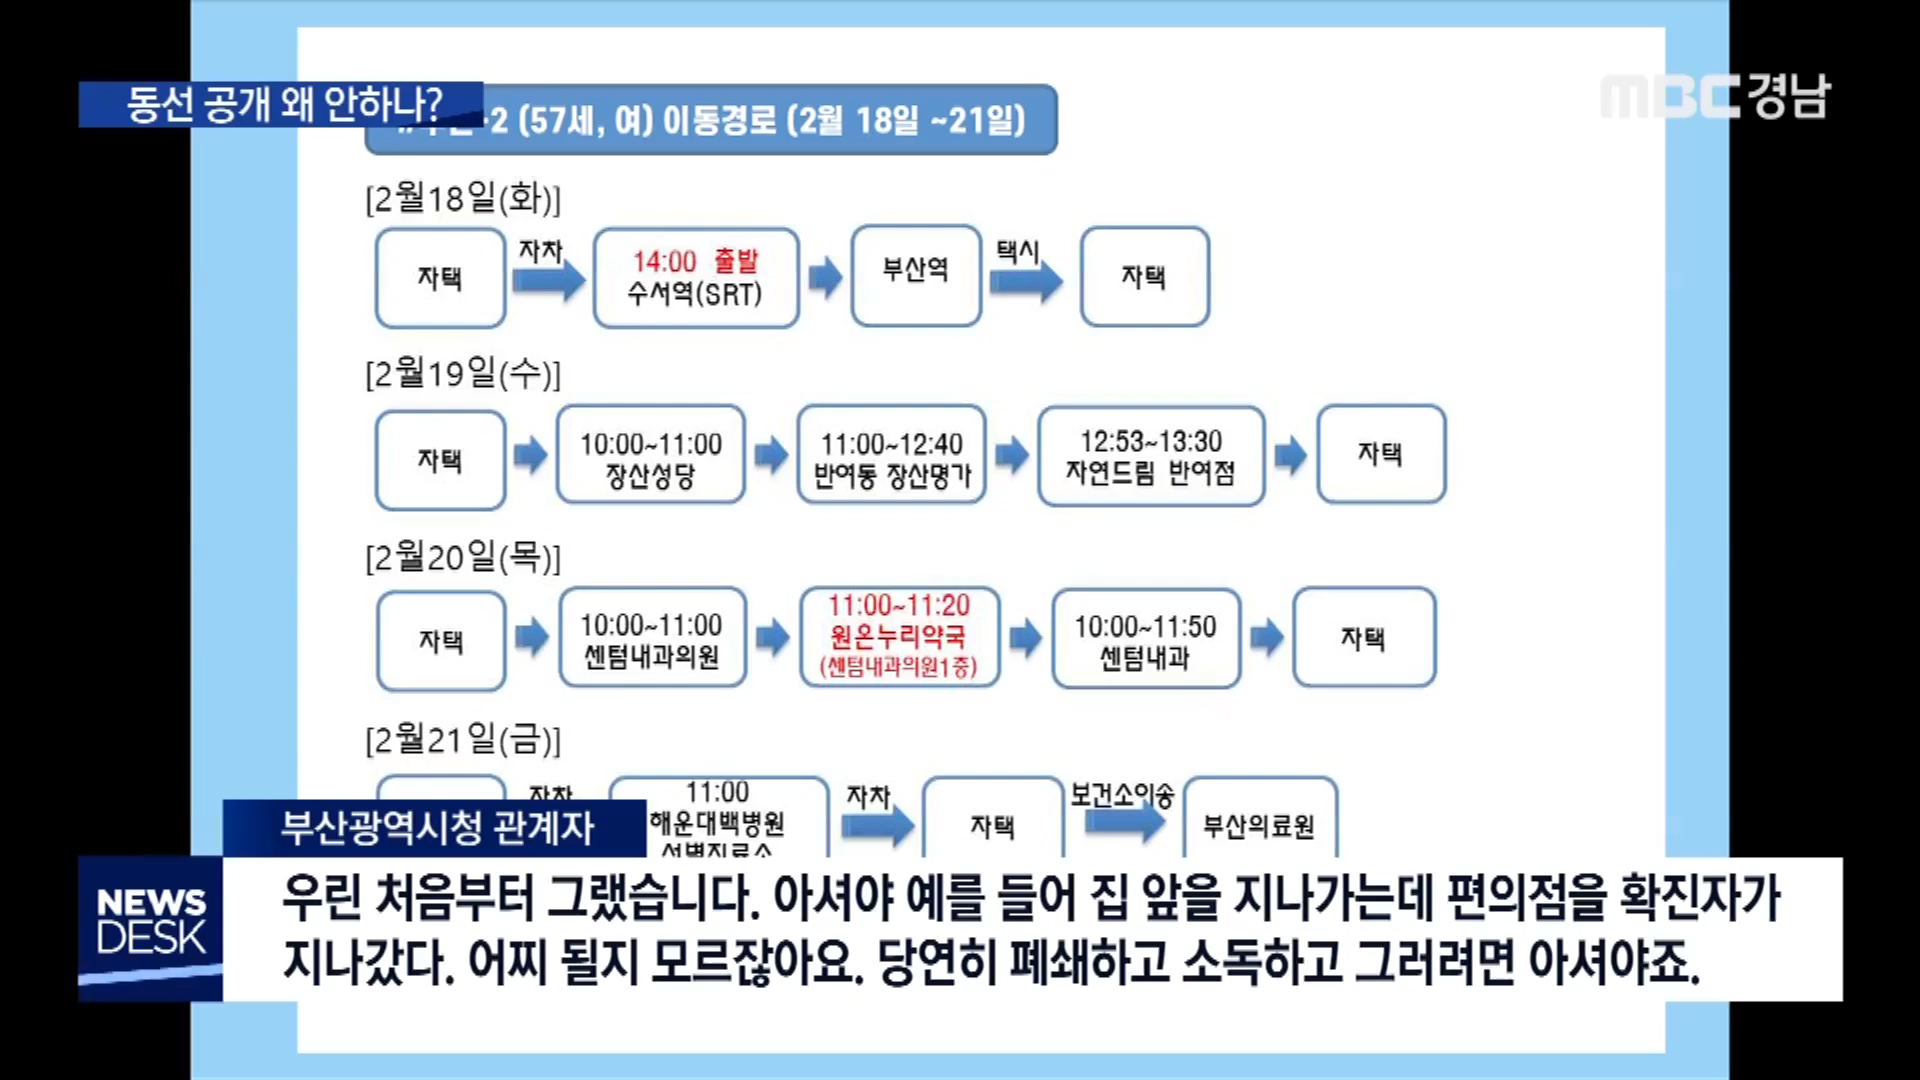 동선 공개 왜 안하나?
MBC경남
-2 (57세, 여) 이동경로 (2월 18일 ~21일)
[2월18일(화)]
자택
자차
14:00 출발
수서역(SRT)
부산역
택시
자택
[2월19일(수)]
자택
10:00~11:00
장산성당
11:00~12:40
반여동 장산명가
12:53~13:30
자연드림 반여점
자택
[2월20일(목)]
자택
10:00~11:00
센텀내과의원
11:00~11:20
원온누리약국
(센텀내과의원1층)
10:00~11:50
센텀내과
자택
[2월21일(금)]
자차
11:00
해운대백병원
선별진료소
자차
자택
보건소이송
부산의료원
부산광역시청 관계자
NEWS
DESK
우린 처음부터 그랬습니다. 아셔야 예를 들어 집 앞을 지나가는데 편의점을 확진자가
지나갔다. 어찌 될지 모르잖아요. 당연히 폐쇄하고 소독하고 그러려면 아셔야죠.